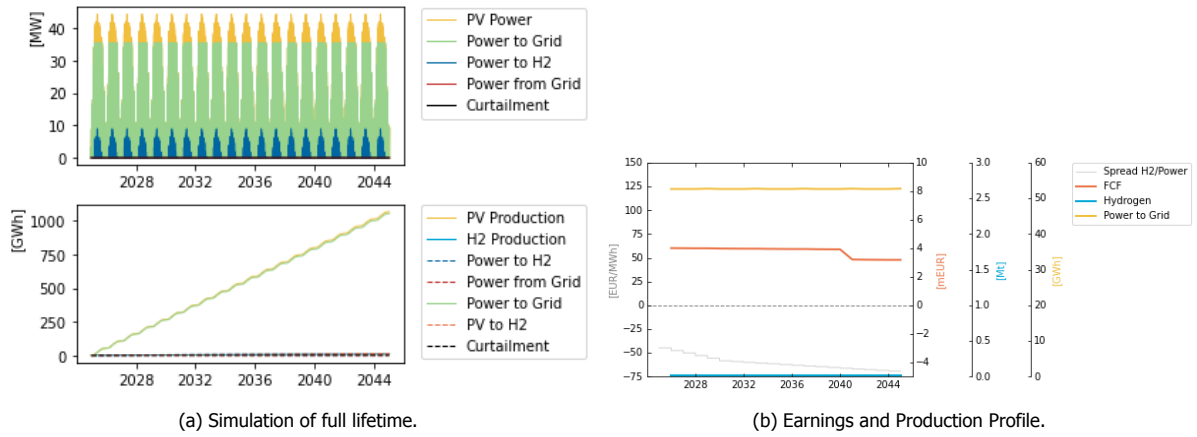 [MW]
40
30
20
10
0
2028 2032 2036 2040 2044
PV Power
Power to Grid
Power to H2
Power from Grid
Curtailment
[GWh]
1000
750
500
250
0
2028 2032 2036 2040 2044
PV Production
H2 Production
Power to H2
Power from Grid
Power to Grid
PV to H2
Curtailment
(a) Simulation of full lifetime.
[EUR/MWh]
150
125
100
75
50
25
0
−25
−50
−75
2028 2032 2036 2040 2044
10
8
6
4
2
0
−2
−4
[mEUR]
3.0
2.5
2.0
1.5
1.0
0.5
0.0
[Mt]
60
50
40
30
20
10
0
[GWh]
Spread H2/Power
FCF
Hydrogen
Power to Grid
(b) Earnings and Production Profile.